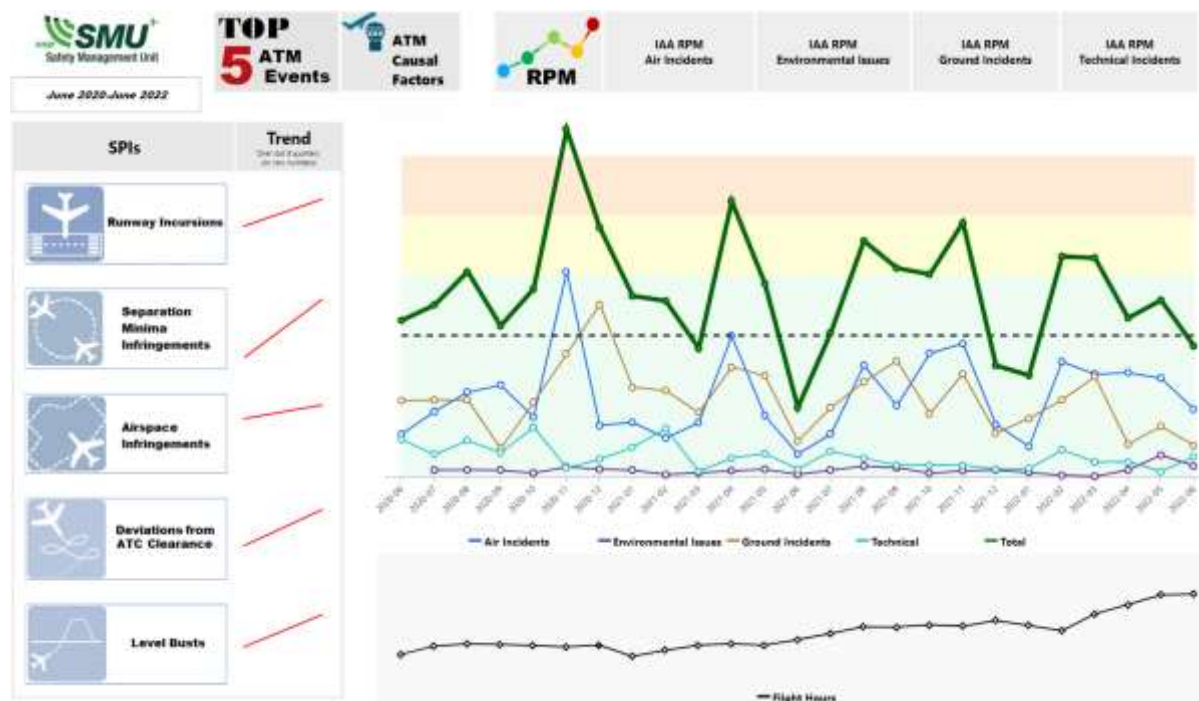 SMU+
Safety Management Unit
June 2020-June 2022
TOP
5 ATM
Events
ATM
Causal
Factors
RPM
IAA RPM
Air Incidents
IAA RPM
Environmental Issues
IAA RPM
Ground Incidents
IAA RPM
Technical Incidents
SPIs
Trend
Runway Incursions
Separation
Minima
Infringements
Airspace
Infringements
Deviations from
ATC Clearance
Level Busts
2020-06
2020-07
2020-08
2020-09
2020-10
2020-11
2020-12
2021-01
2021-02
2021-03
2021-04
2021-05
2021-06
2021-07
2021-08
2021-09
2021-10
2021-11
2021-12
2022-01
2022-02
2022-03
2022-04
2022-05
2022-06
Air Incidents
Environmental Issues
Ground Incidents
Technical
Total
Flight Hours